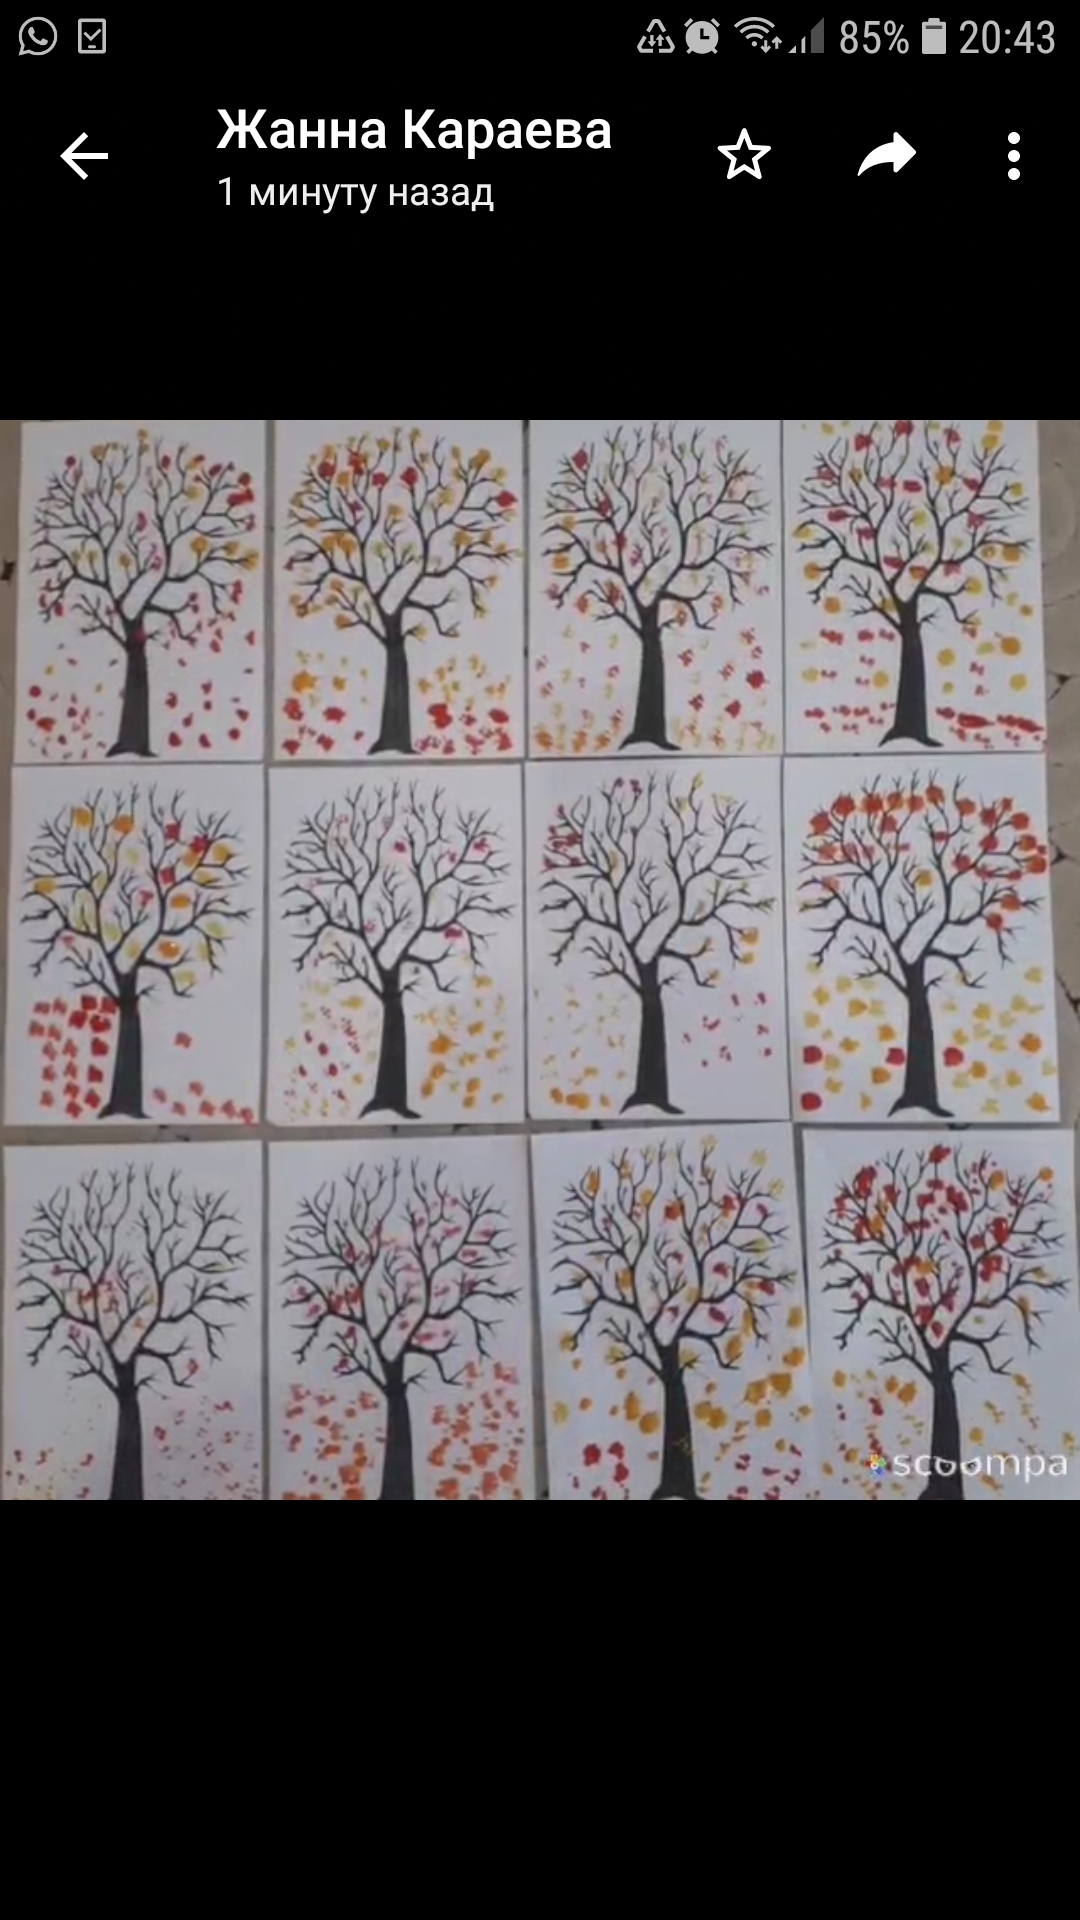 85% 20:43
Жанна Караева
1 минуту назад
scoompa